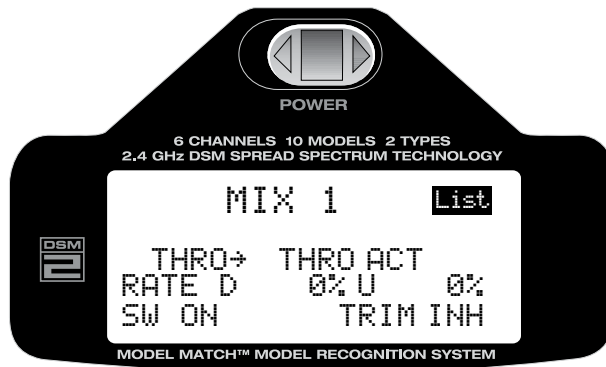 POWER
6 CHANNELS 10 MODELS 2 TYPES
2.4 GHz DSM SPREAD SPECTRUM TECHNOLOGY
MIX 1 List
DSM
2
THRO→ THRO ACT
RATE D 0% U 0%
SW ON TRIM INH
MODEL MATCH™ MODEL RECOGNITION SYSTEM